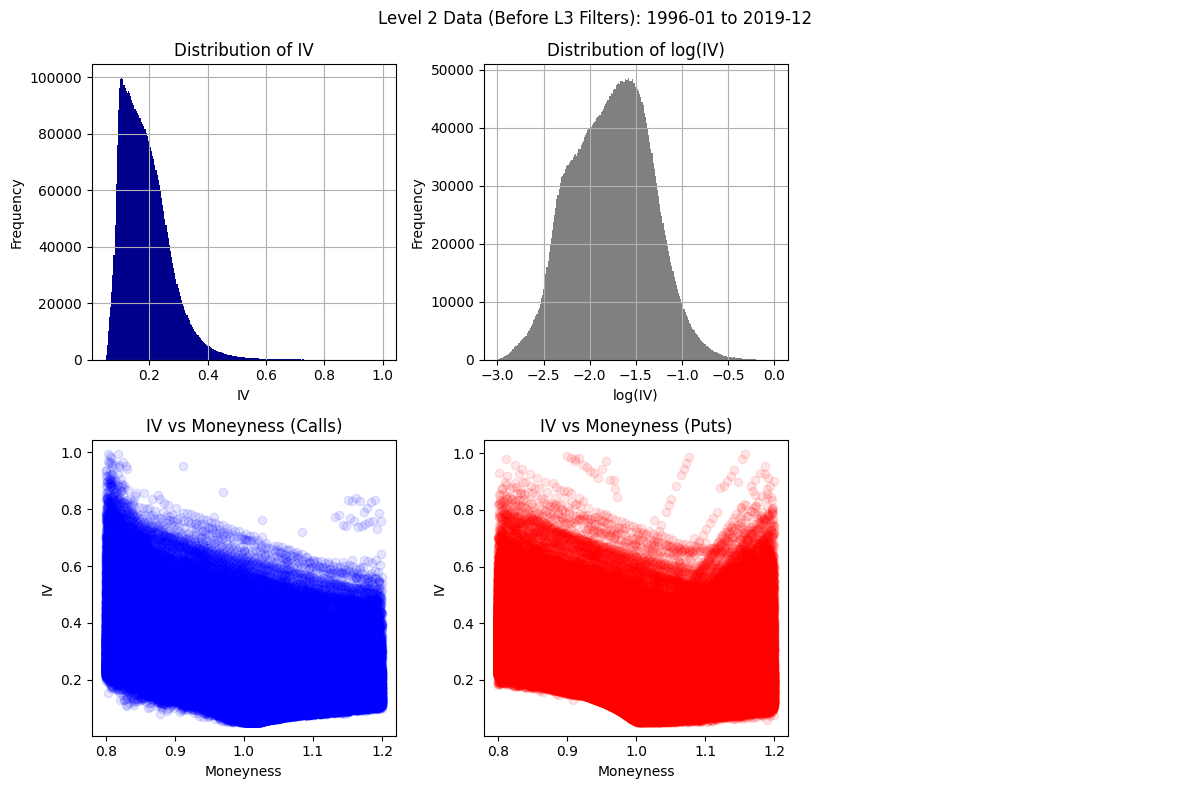 Level 2 Data (Before L3 Filters): 1996-01 to 2019-12
Distribution of IV
100000
80000
60000
40000
20000
0
Frequency
0.2 0.4 0.6 0.8 1.0
IV
Distribution of log(IV)
50000
40000
30000
20000
10000
0
Frequency
−3.0 −2.5 −2.0 −1.5 −1.0 −0.5 0.0
log(IV)
IV vs Moneyness (Calls)
1.0
0.8
0.6
0.4
0.2
IV
0.8 0.9 1.0 1.1 1.2
Moneyness
IV vs Moneyness (Puts)
1.0
0.8
0.6
0.4
0.2
IV
0.8 0.9 1.0 1.1 1.2
Moneyness